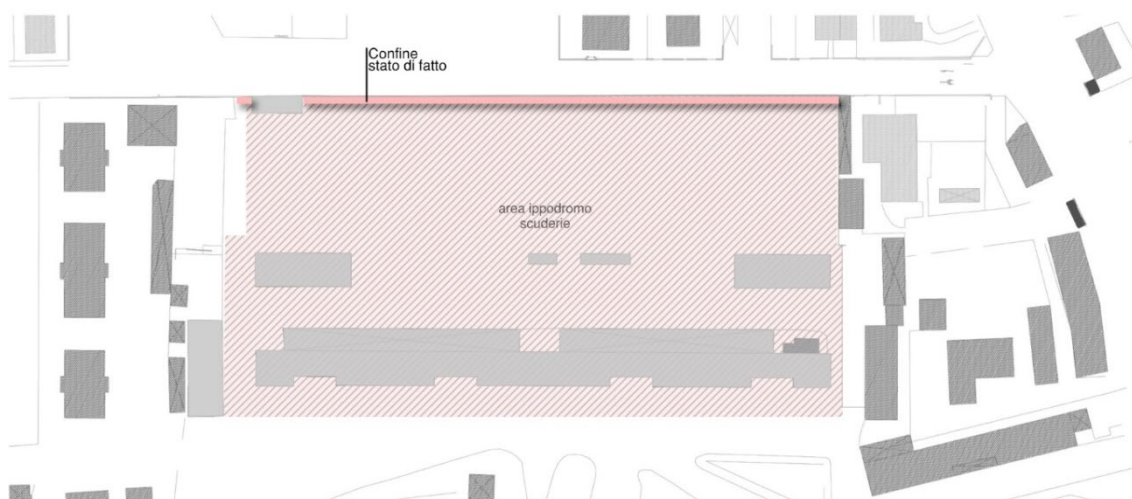 Confine
stato di fatto
area ippodromo
scuderie